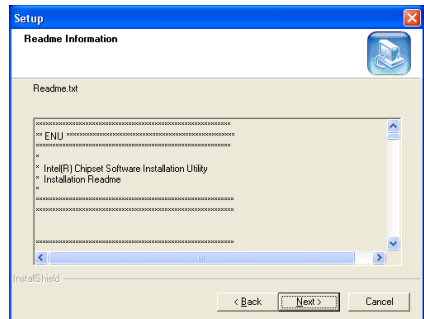 Setup
Readme Information
Readme.txt
******************************************************
** ENU **************************************************
**********************************************************
*
* Intel(R) Chipset Software Installation Utility
* Installation Readme
*
***********************************************************
***********************************************************
***********************************************************
InstallShield
< Back
Next >
Cancel